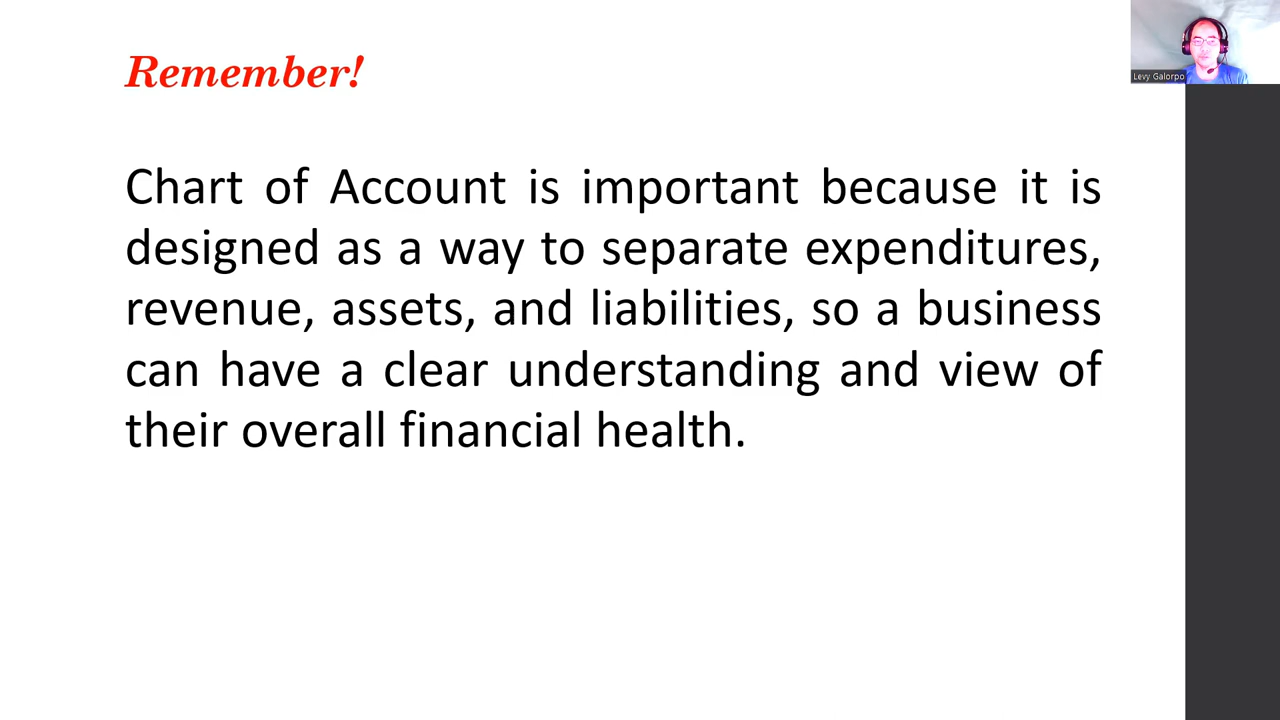 Remember!
Levy Galorpo
Chart of Account is important because it is
designed as a way to separate expenditures,
revenue, assets, and liabilities, so a business
can have a clear understanding and view of
their overall financial health.